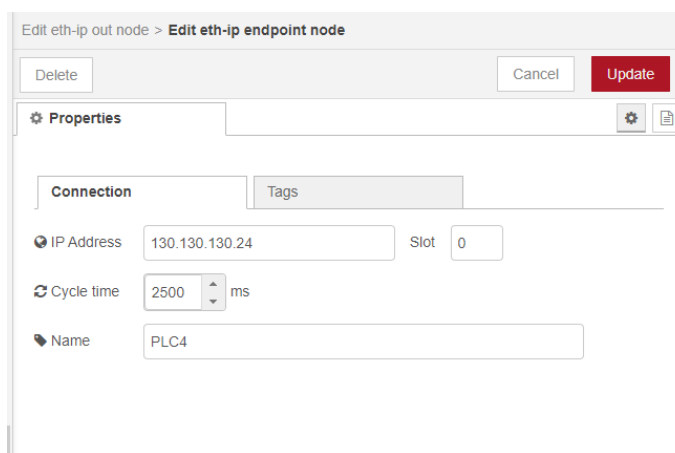 Edit eth-ip out node > Edit eth-ip endpoint node
Delete Cancel Update
Properties
Connection Tags
IP Address 130.130.130.24 Slot 0
Cycle time 2500 ms
Name PLC4